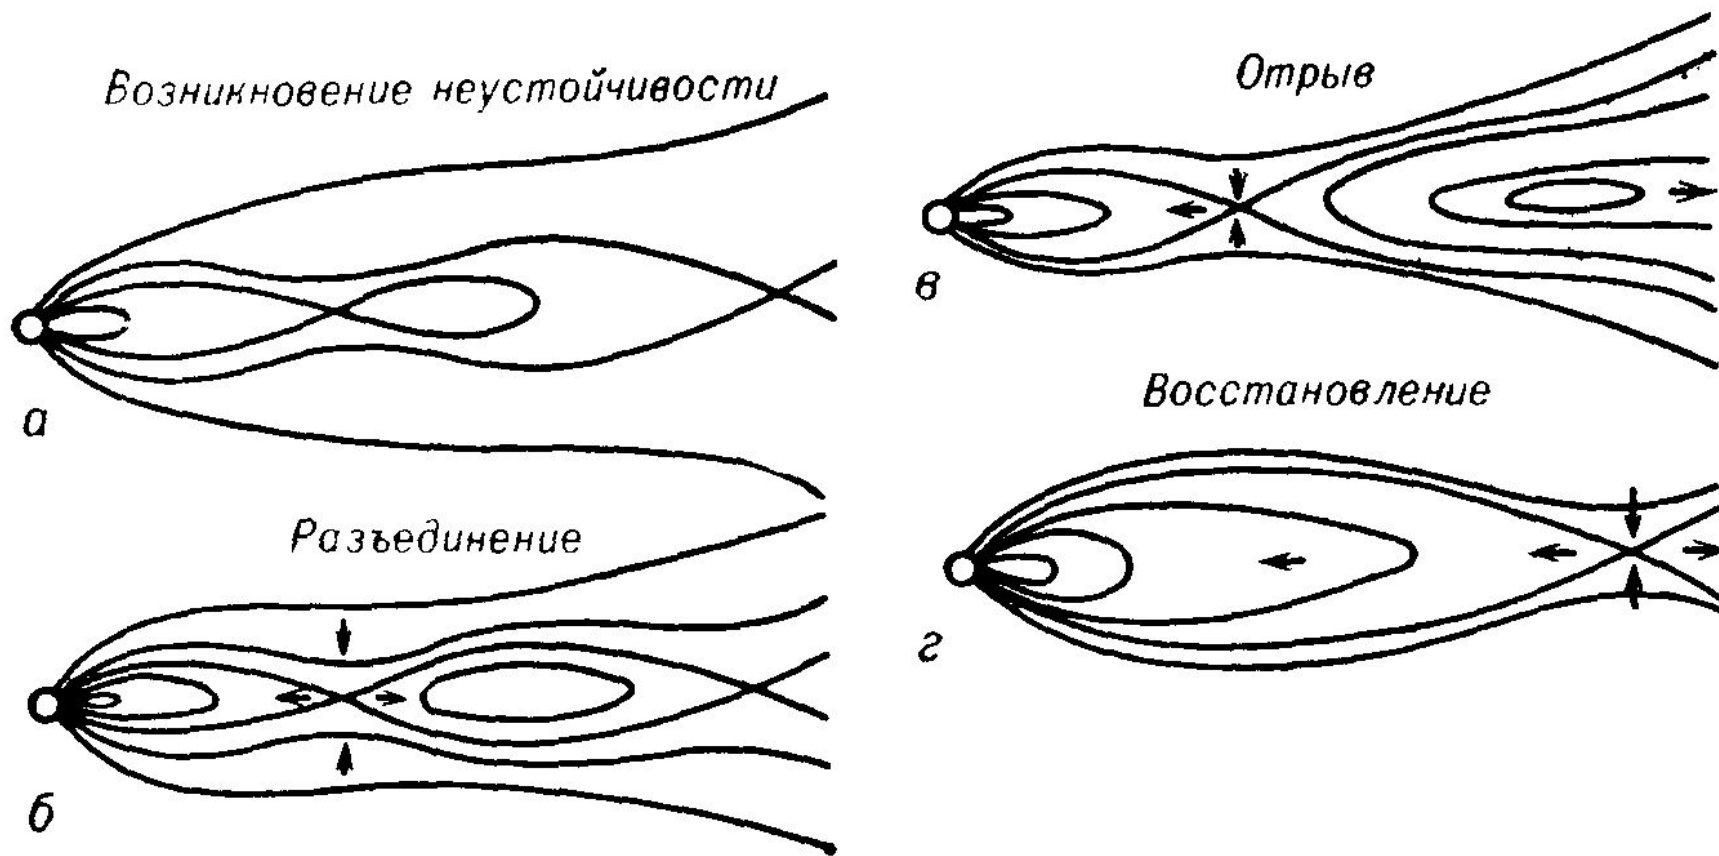 Возникновение неустойчивости
а
Разъединение
б
Отрыв
в
Восстановление
г